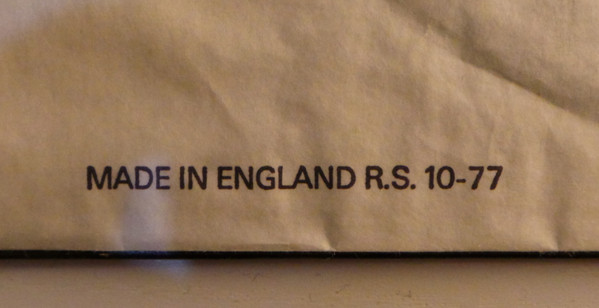 MADE IN ENGLAND R.S. 10-77